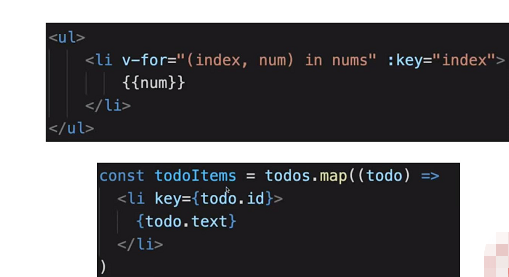 <ul>
<li v-for="(index, num) in nums" :key="index">
{{num}}
</li>
</ul>
const todoItems = todos.map((todo) =>
<li key={todo.id}>
{todo.text}
</li>
)